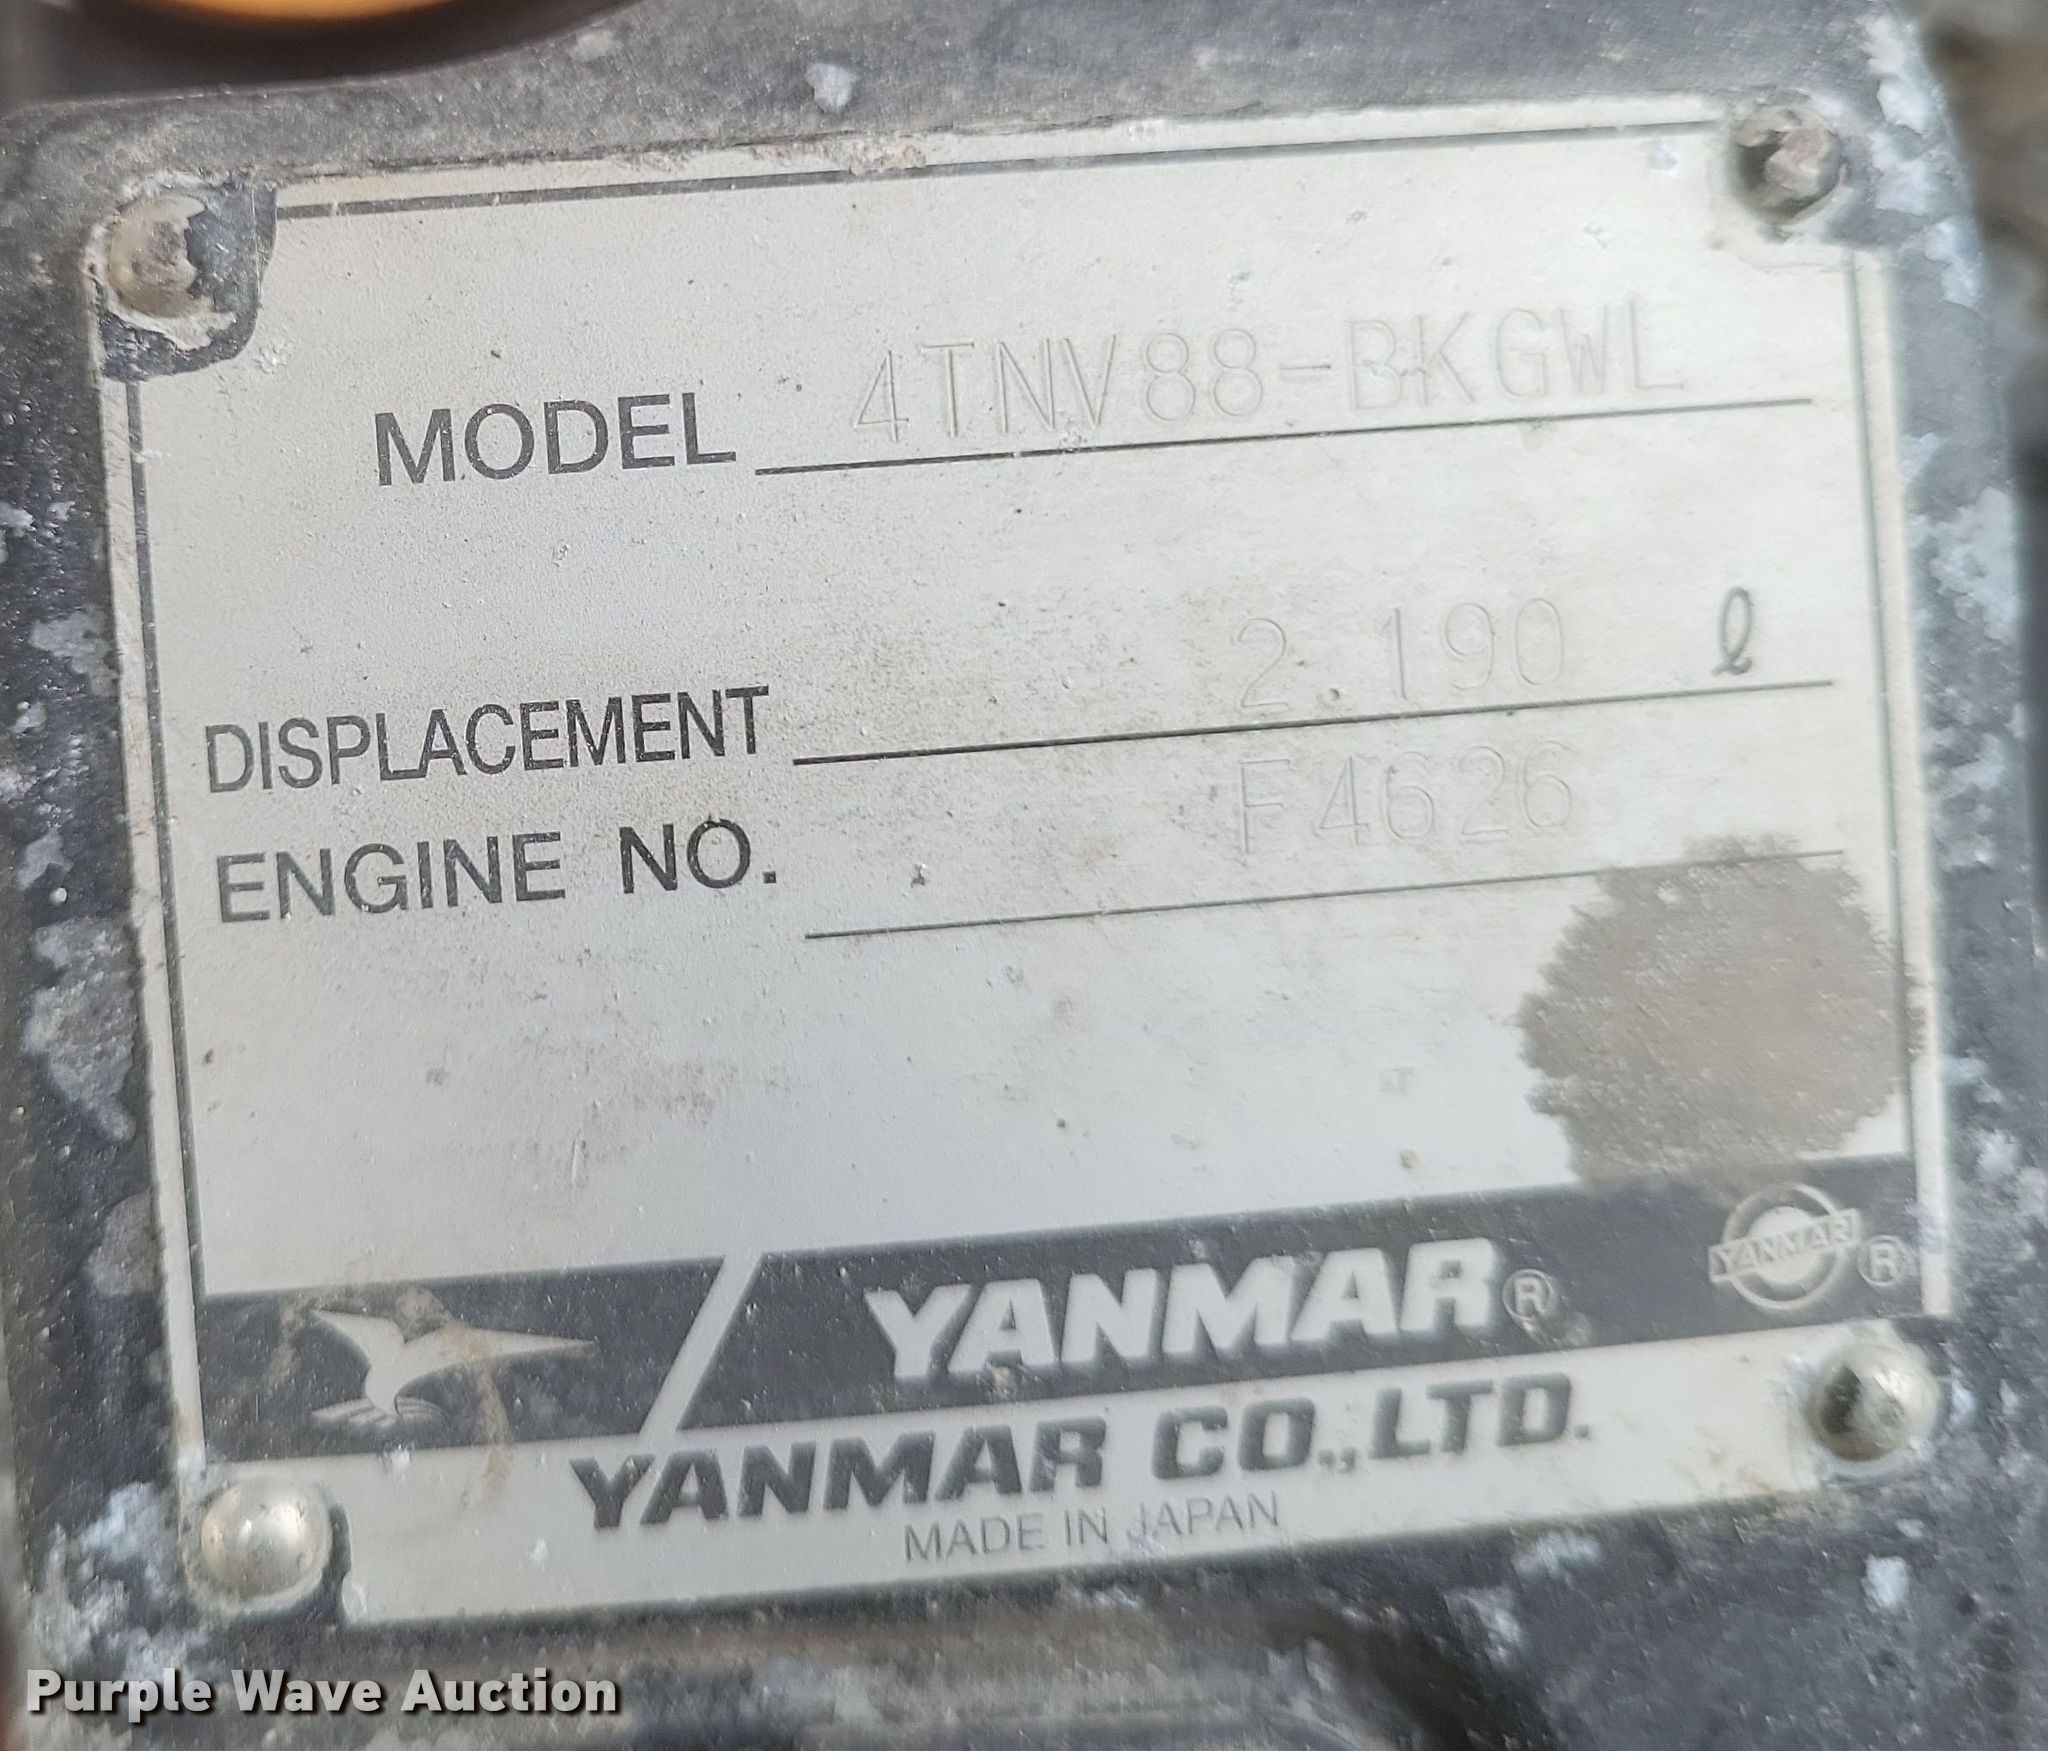 MODEL 4TNV88-BKGWL
DISPLACEMENT 2.190 ℓ
ENGINE NO. F4626
YANMAR® YANMAR ®
YANMAR CO.,LTD.
MADE IN JAPAN
Purple Wave Auction